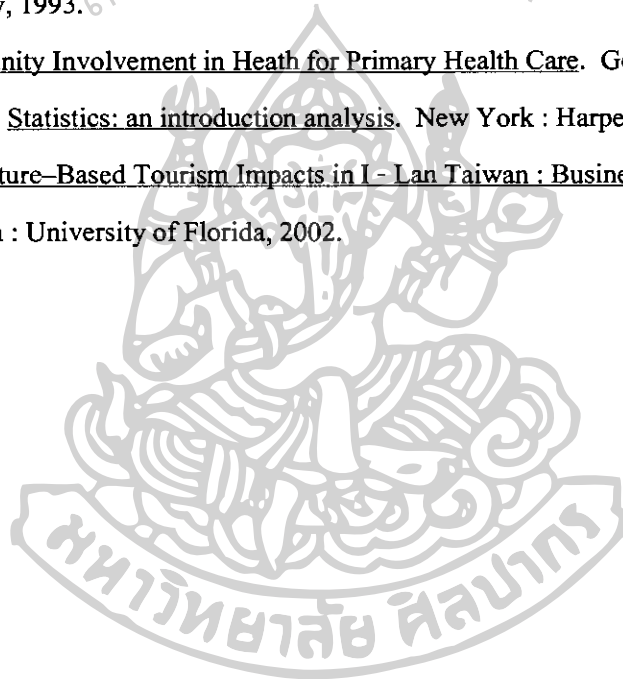 , 1993.
nity Involvement in Heath for Primary Health Care. Ge
Statistics: an introduction analysis. New York : Harpe
ture–Based Tourism Impacts in I - Lan Taiwan : Busine
: University of Florida, 2002.
มหาวิทยาลัย ศิลปากร